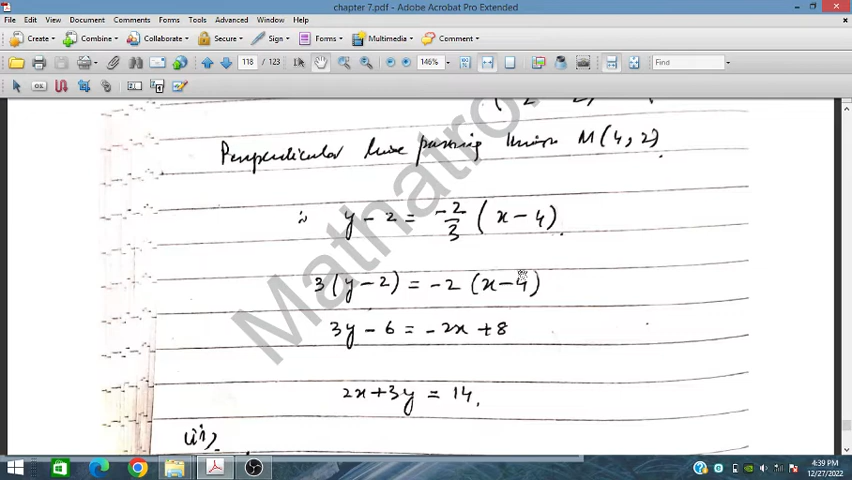 chapter 7.pdf - Adobe Acrobat Pro Extended
File Edit View Document Comments Forms Tools Advanced Window Help
Create Combine Collaborate Secure Sign Forms Multimedia Comment
118 / 123 146% Find
Perpendicular line passing M(4,2)
y-2 = -2/3 (x-4).
3(y-2) = -2 (x-4)
3y-6 = -2x+8
2x+3y = 14.
Mathatro
4:39 PM
12/27/2022